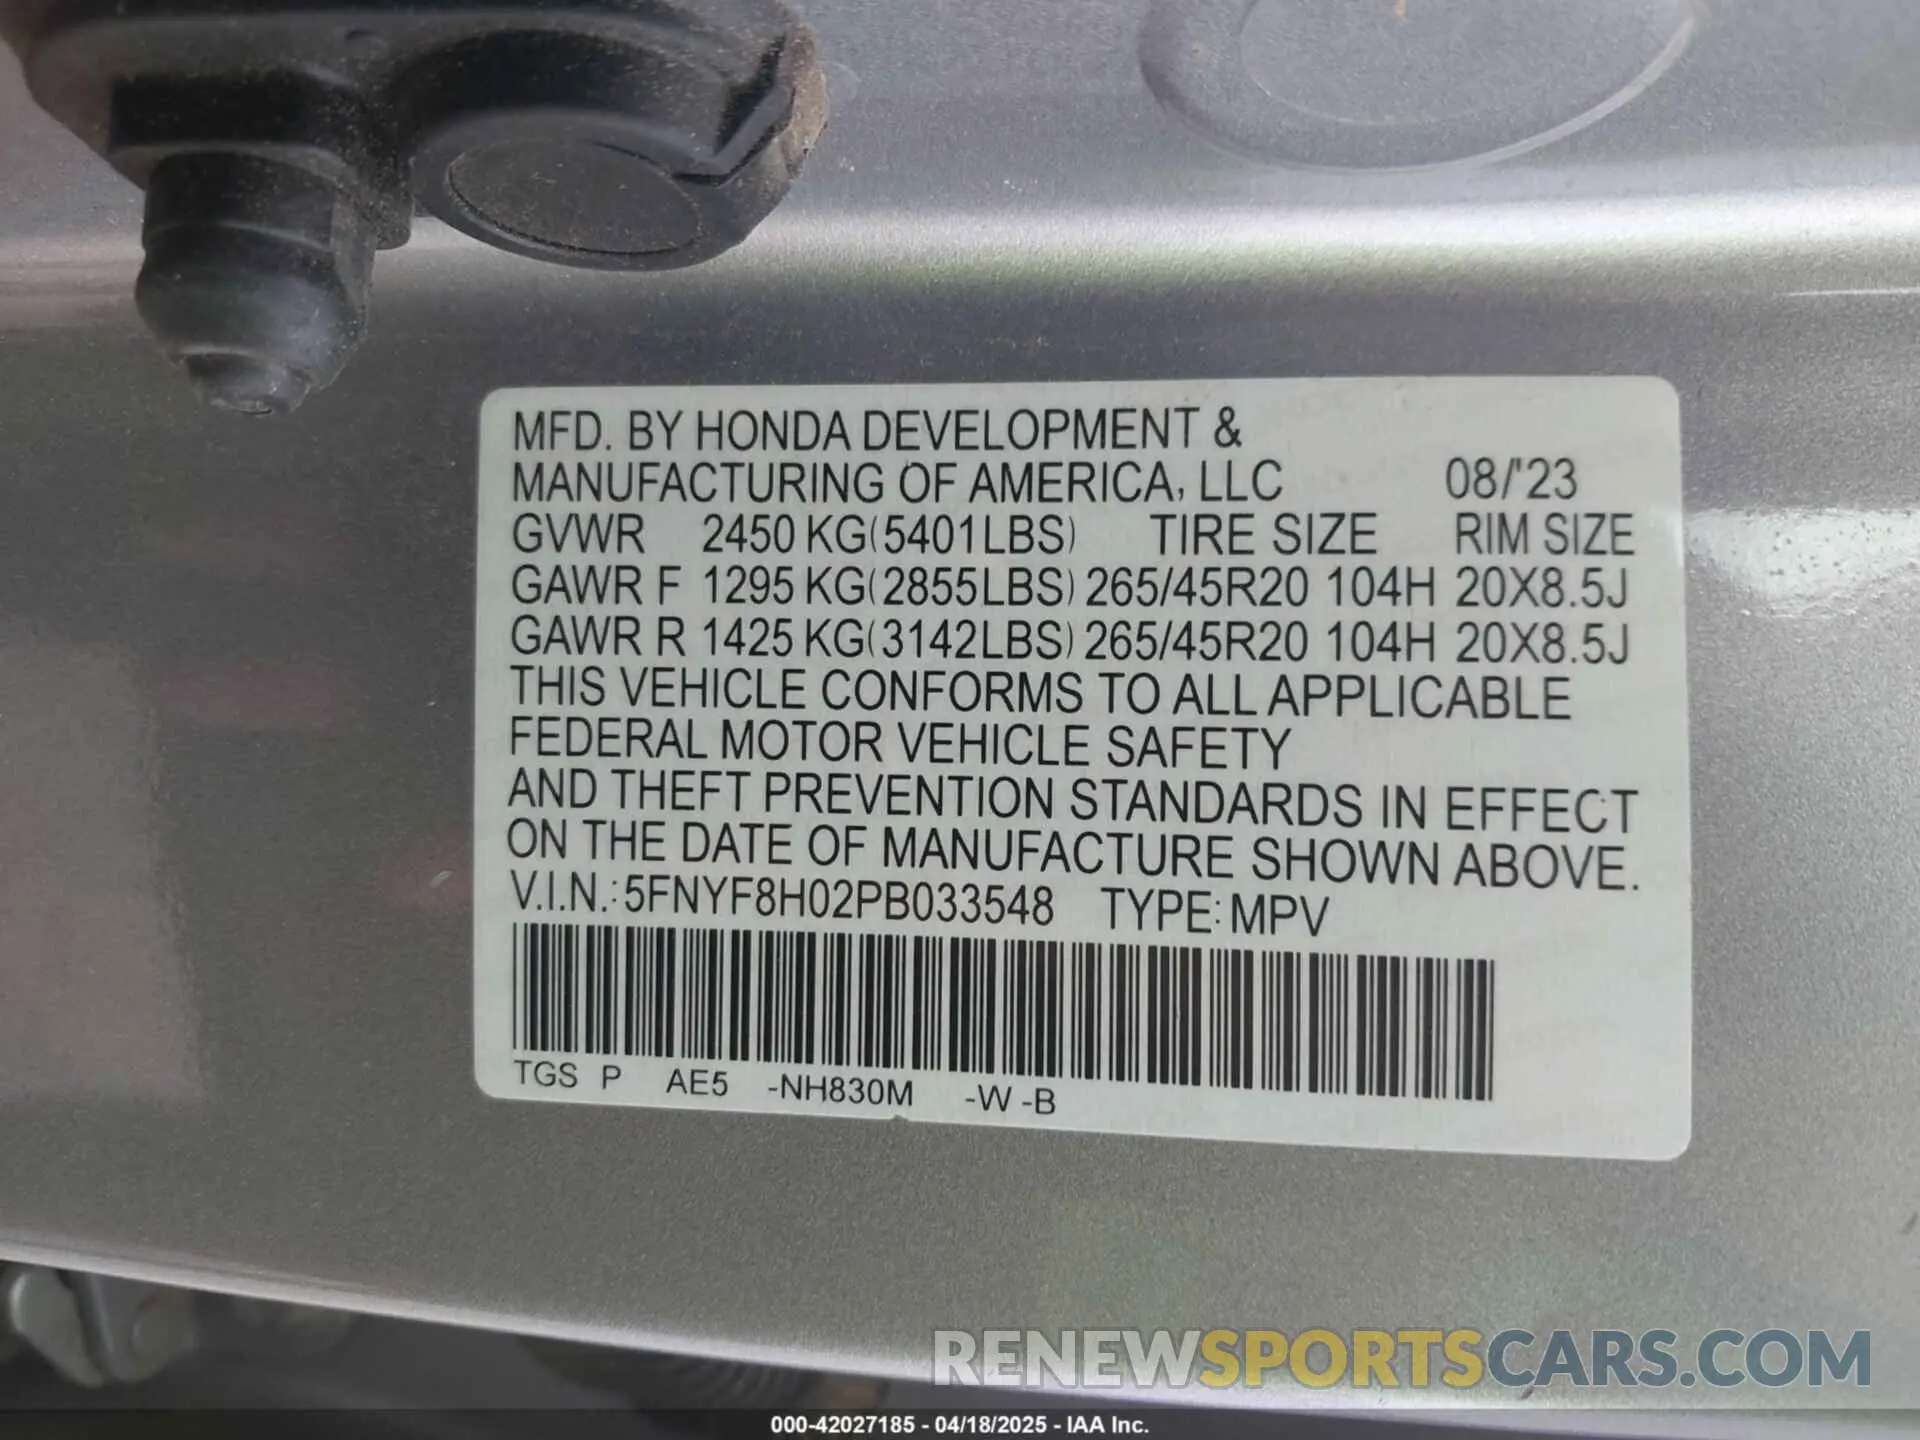 MFD. BY HONDA DEVELOPMENT &
MANUFACTURING OF AMERICA, LLC 08/'23
GVWR 2450 KG(5401LBS) TIRE SIZE RIM SIZE
GAWR F 1295 KG(2855LBS) 265/45R20 104H 20X8.5J
GAWR R 1425 KG(3142LBS) 265/45R20 104H 20X8.5J
THIS VEHICLE CONFORMS TO ALL APPLICABLE
FEDERAL MOTOR VEHICLE SAFETY
AND THEFT PREVENTION STANDARDS IN EFFECT
ON THE DATE OF MANUFACTURE SHOWN ABOVE.
V.I.N.: 5FNYF8H02PB033548 TYPE: MPV
TGS P AE5 -NH830M -W -B
RENEWSPORTSCARS.COM
000-42027185 - 04/18/2025 - IAA Inc.